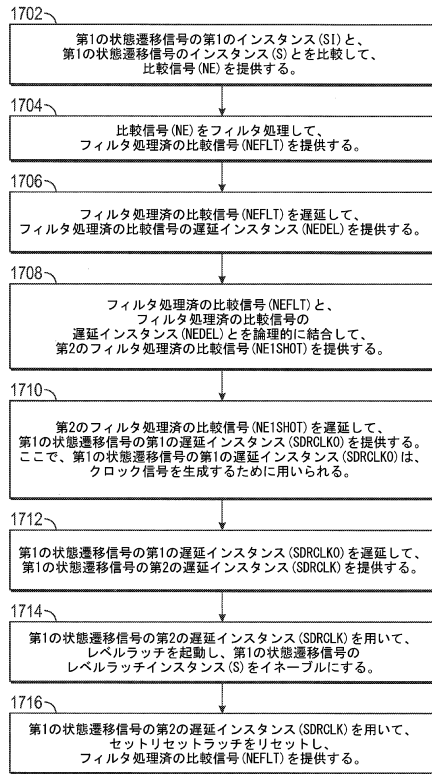 1702
第1の状態遷移信号の第1のインスタンス(SI)と、
第1の状態遷移信号のインスタンス(S)とを比較して、
比較信号(NE)を提供する。
1704
比較信号(NE)をフィルタ処理して、
フィルタ処理済の比較信号(NEFLT)を提供する。
1706
フィルタ処理済の比較信号(NEFLT)を遅延して、
フィルタ処理済の比較信号の遅延インスタンス(NEDEL)を提供する。
1708
フィルタ処理済の比較信号(NEFLT)と、
フィルタ処理済の比較信号の
遅延インスタンス(NEDEL)とを論理的に結合して、
第2のフィルタ処理済の比較信号(NE1SHOT)を提供する。
1710
第2のフィルタ処理済の比較信号(NE1SHOT)を遅延して、
第1の状態遷移信号の第1の遅延インスタンス(SDRCLK0)を提供する。
ここで、第1の状態遷移信号の第1の遅延インスタンス(SDRCLK0)は、
クロック信号を生成するために用いられる。
1712
第1の状態遷移信号の第1の遅延インスタンス(SDRCLK0)を遅延して、
第1の状態遷移信号の第2の遅延インスタンス(SDRCLK)を提供する。
1714
第1の状態遷移信号の第2の遅延インスタンス(SDRCLK)を用いて、
レベルラッチを起動し、第1の状態遷移信号の
レベルラッチインスタンス(S)をイネーブルにする。
1716
第1の状態遷移信号の第2の遅延インスタンス(SDRCLK)を用いて、
セットリセットラッチをリセットし、
フィルタ処理済の比較信号(NEFLT)を提供する。